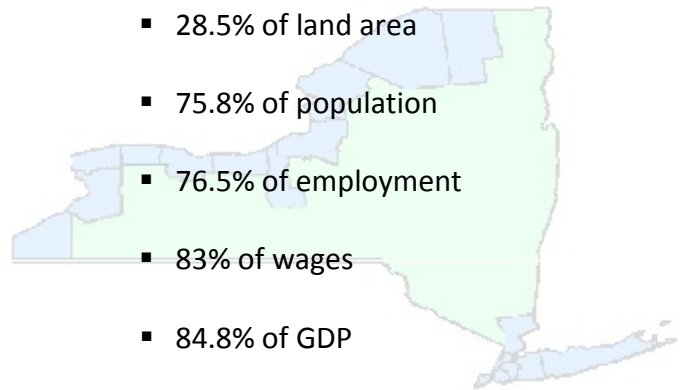 ▪ 28.5% of land area
▪ 75.8% of population
▪ 76.5% of employment
▪ 83% of wages
▪ 84.8% of GDP